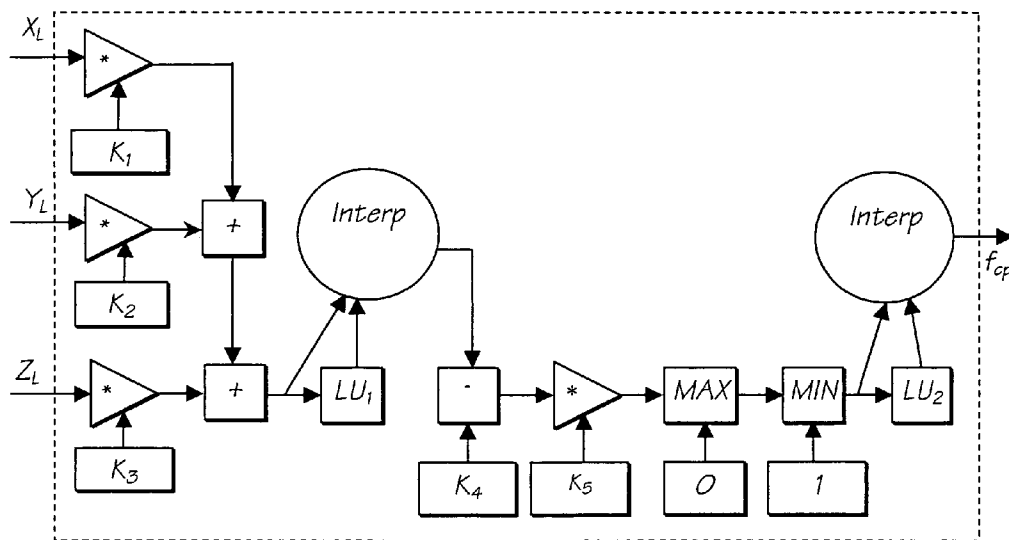 X_L
*
K_1
Y_L
*
+
K_2
Interp
Interp
f_cp
Z_L
*
+
LU_1
-
*
MAX
MIN
LU_2
K_3
K_4
K_5
0
1